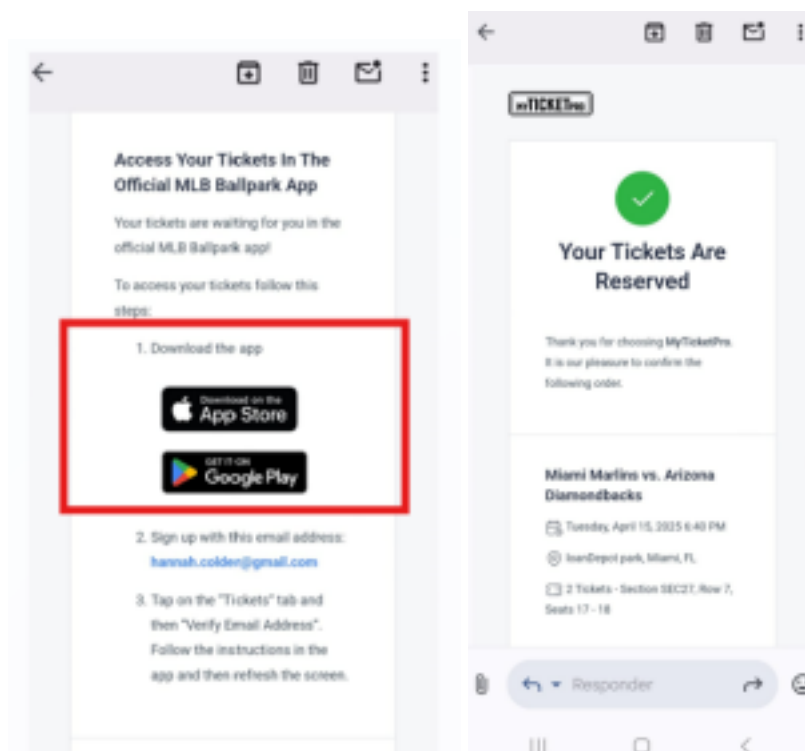 Access Your Tickets In The
Official MLB Ballpark App
Your tickets are waiting for you in the
official MLB Ballpark app!
To access your tickets follow this
steps:
1. Download the app
Download on the
App Store
GET IT ON
Google Play
2. Sign up with this email address:
hannah.colder@gmail.com
3. Tap on the "Tickets" tab and
then "Verify Email Address".
Follow the instructions in the
app and then refresh the screen.
MYTICKETPRO
Your Tickets Are
Reserved
Thank you for choosing MyTicketPro.
It is our pleasure to confirm the
following order.
Miami Marlins vs. Arizona
Diamondbacks
Tuesday, April 15, 2025 6:40 PM
loanDepot park, Miami, FL
2 Tickets - Section SEC27, Row 7,
Seats 17 - 18
Responder